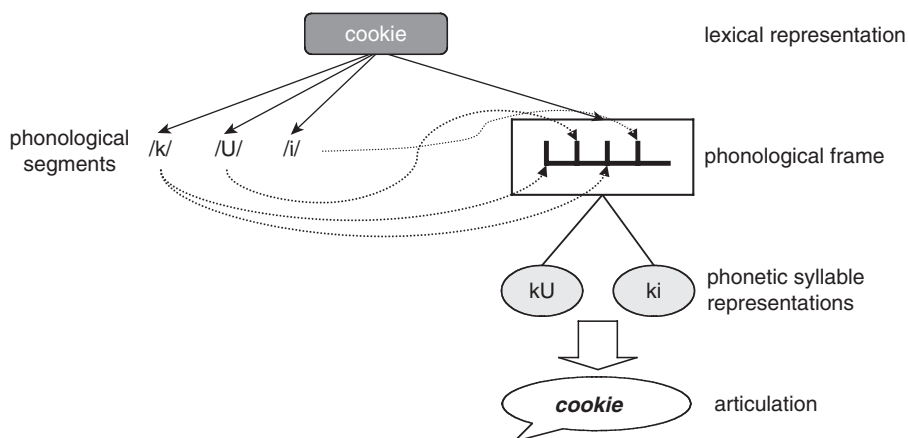 cookie
lexical representation
phonological
segments
/k/ /U/ /i/
phonological frame
kU
ki
phonetic syllable
representations
cookie
articulation